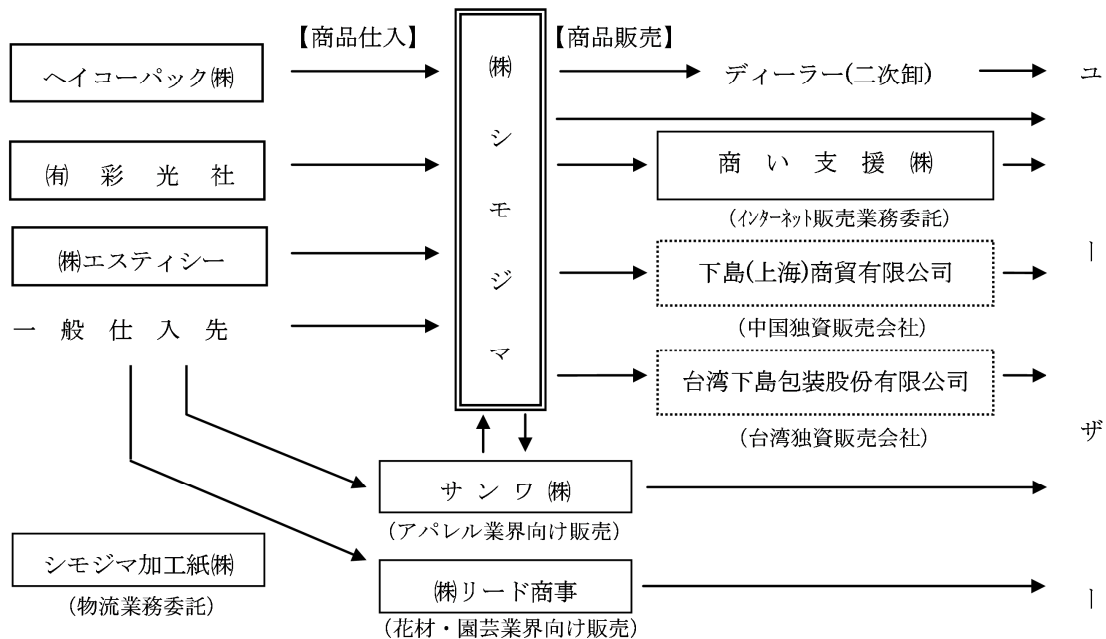 【商品仕入】
【商品販売】
ヘイコーパック㈱
㈲ 彩 光 社
㈱エスティシー
一 般 仕 入 先
シモジマ加工紙㈱
(物流業務委託)
㈱ シ モ ジ マ
ディーラー(二次卸)
商 い 支 援 ㈱
(インターネット販売業務委託)
下島(上海)商貿有限公司
(中国独資販売会社)
台湾下島包装股份有限公司
(台湾独資販売会社)
サ ン ワ ㈱
(アパレル業界向け販売)
㈱リード商事
(花材・園芸業界向け販売)
ユ ー ザ ー